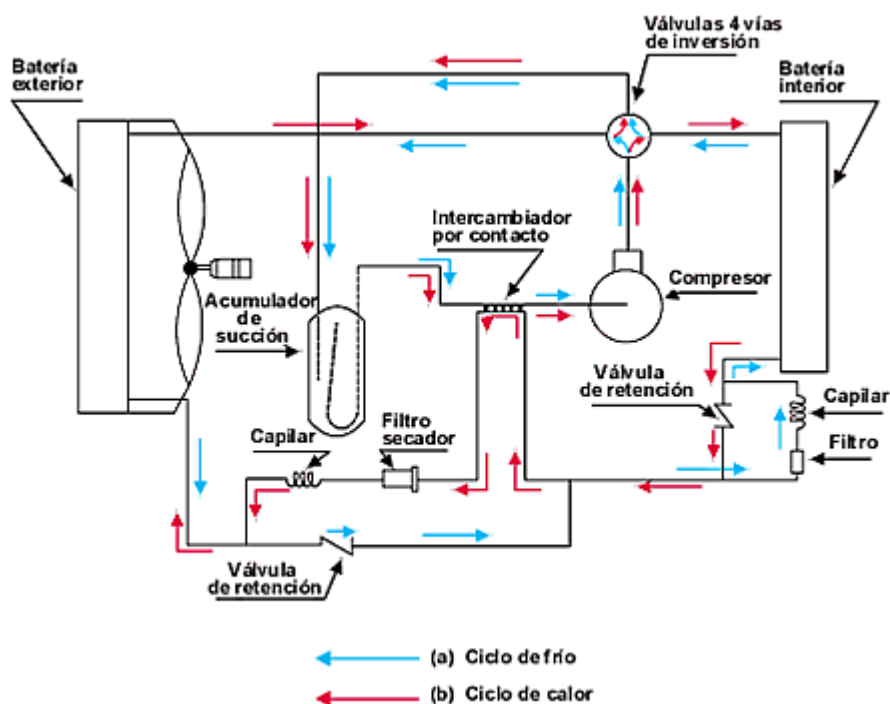 Válvulas 4 vías
de inversión
Batería
exterior
Batería
interior
Intercambiador
por contacto
Compresor
Acumulador
de
succión
Válvula
de retención
Capilar
Filtro
Capilar
Filtro
secador
Válvula
de retención
(a) Ciclo de frío
(b) Ciclo de calor